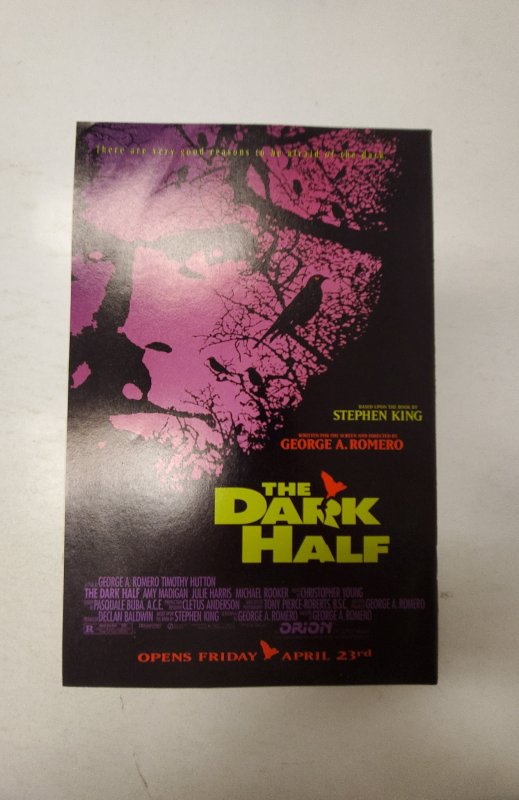 There are very good reasons to be afraid of the dark.
BASED UPON THE BOOK BY
STEPHEN KING
WRITTEN FOR THE SCREEN AND DIRECTED BY
GEORGE A. ROMERO
THE
DARK
HALF
GEORGE A. ROMERO TIMOTHY HUTTON
THE DARK HALF AMY MADIGAN JULIE HARRIS MICHAEL ROOKER CHRISTOPHER YOUNG
PASQUALE BUBA, A.C.E. CLETUS ANDERSON TONY PIERCE-ROBERTS B.S.C. GEORGE A. ROMERO
DECLAN BALDWIN STEPHEN KING GEORGE A. ROMERO GEORGE A. ROMERO
R ORION
OPENS FRIDAY APRIL 23rd